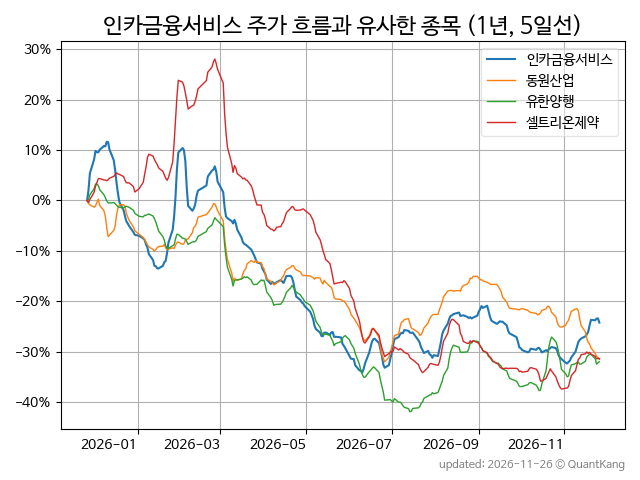 인카금융서비스 주가 흐름과 유사한 종목 (1년, 5일선)
인카금융서비스
동원산업
유한양행
셀트리온제약
30%
20%
10%
0%
−10%
−20%
−30%
−40%
2026-01 2026-03 2026-05 2026-07 2026-09 2026-11
updated: 2026-11-26 © QuantKang